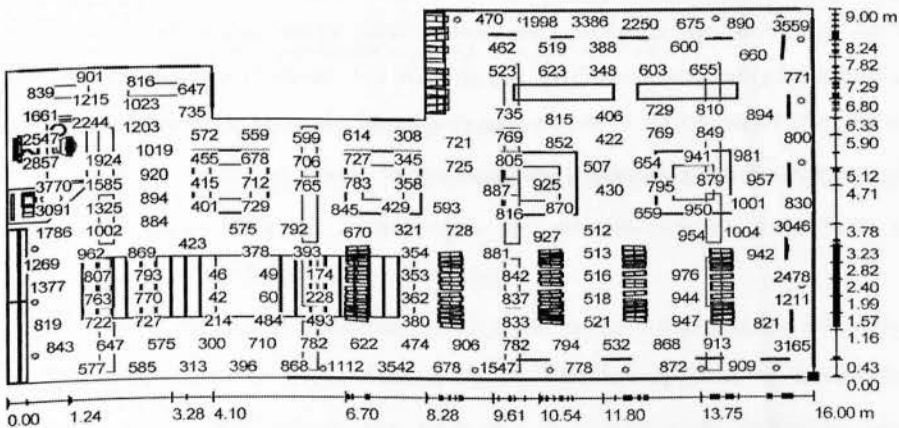 470 1998 3386 2250 675 890 3559 9.00 m
462 519 388 600 660 8.24
901 816 647 523 623 348 603 655 771 7.82
839 1215 1023 735 7.29
1661 2244 1203 735 815 406 729 810 894 6.80
2547 1019 572 559 599 614 308 721 769 852 422 769 849 800 6.33
2857 1924 920 455 678 706 727 345 725 805 507 654 941 981 5.90
3770 1585 894 415 712 765 783 358 887 925 430 795 879 957 5.12
3091 1325 884 401 729 845 429 593 816 870 659 950 1001 830 4.71
1786 1002 423 575 792 670 321 728 927 512 954 1004 3046 3.78
1269 962 869 378 393 354 881 513 942 3.23
1377 807 793 46 49 174 353 842 516 976 2478 2.82
763 770 42 60 228 362 837 518 944 1211 2.40
819 722 727 214 484 493 380 833 521 947 821 1.99
1.57
843 647 575 300 710 782 622 474 906 782 794 532 868 913 3165 1.16
577 585 313 396 868 1112 3542 678 1547 778 872 909 0.43
0.00
0.00 1.24 3.28 4.10 6.70 8.28 9.61 10.54 11.80 13.75 16.00 m